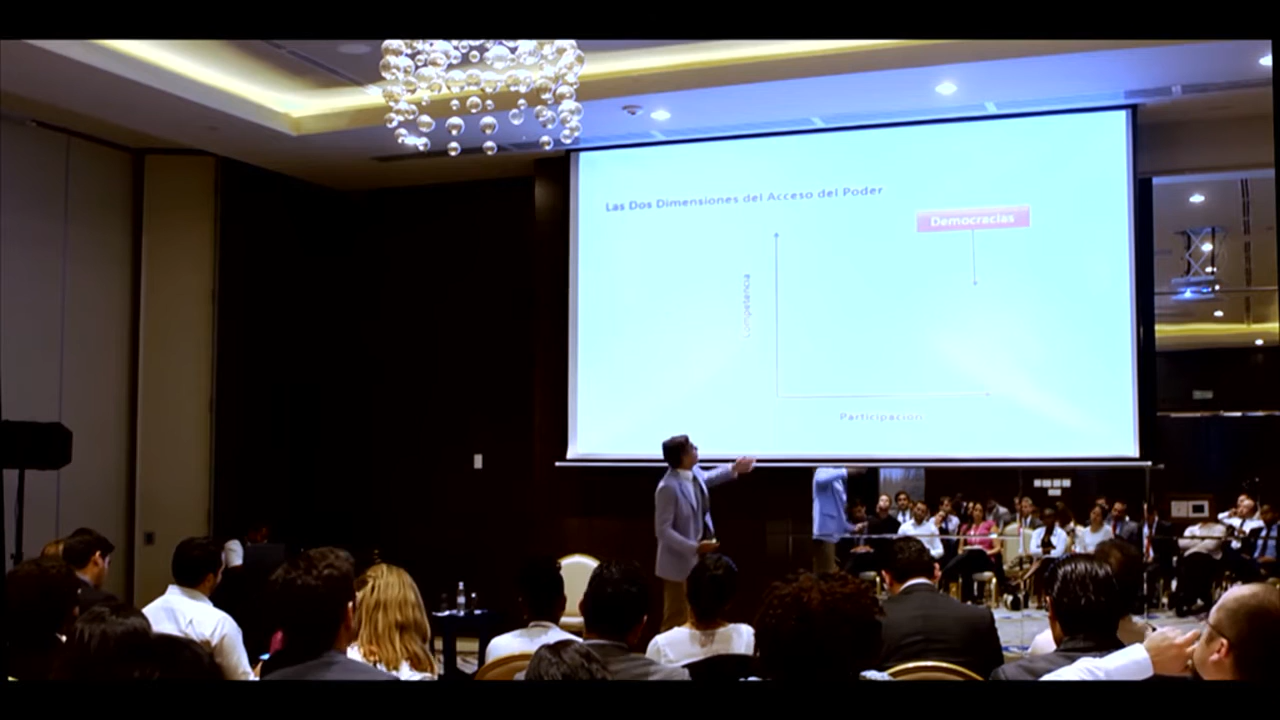 Las Dos Dimensiones del Acceso del Poder
Democracias
Competencia
Participación